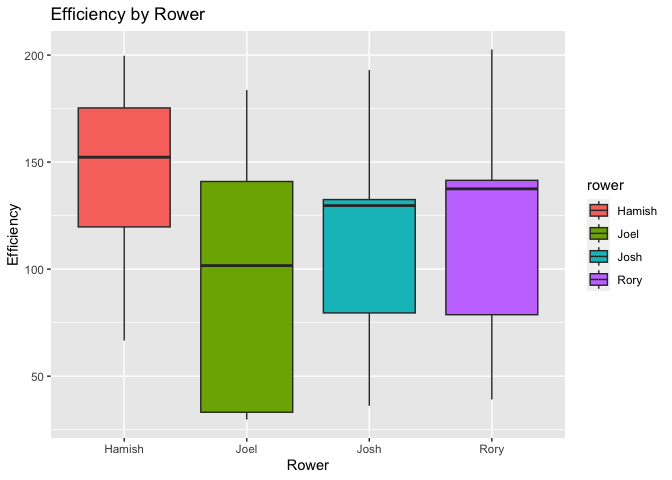 Efficiency by Rower
200
150
100
50
Efficiency
Hamish Joel Josh Rory
Rower
rower
Hamish
Joel
Josh
Rory